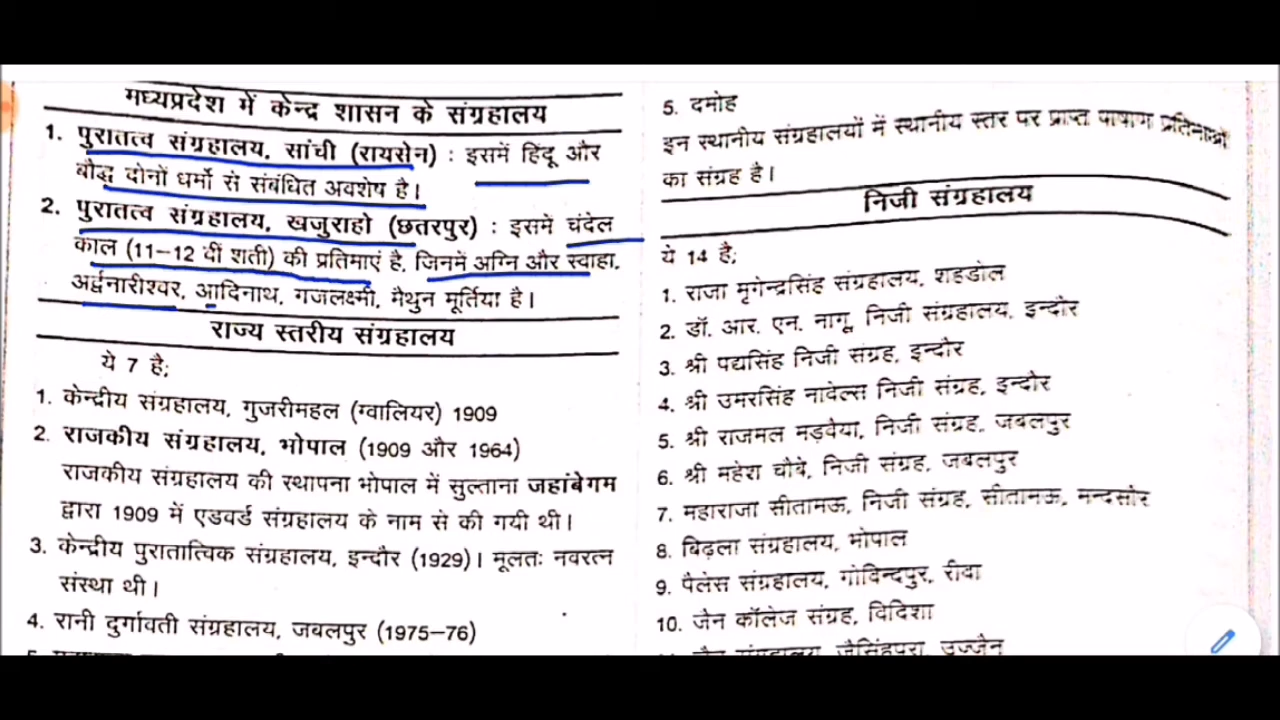 मध्यप्रदेश में केन्द्र शासन के संग्रहालय
1. पुरातत्व संग्रहालय, सांची (रायसेन) : इसमें हिंदू और
बौद्ध दोनों धर्मो से संबंधित अवशेष है।
2. पुरातत्व संग्रहालय, खजुराहो (छतरपुर) : इसमें चंदेल
काल (11–12 वीं शती) की प्रतिमाएं है, जिनमें अग्नि और स्वाहा,
अर्द्वनारीश्वर, आदिनाथ, गजलक्ष्मी, मैथुन मूर्तिया है।
राज्य स्तरीय संग्रहालय
ये 7 है;
1. केन्दीय संग्रहालय, गुजरीमहल (ग्वालियर) 1909
2. राजकीय संग्रहालय, भोपाल (1909 और 1964)
राजकीय संग्रहालय की स्थापना भोपाल में सुल्ताना जहांबेगम
द्वारा 1909 में एडवर्ड संग्रहालय के नाम से की गयी थी।
3. केन्दीय पुरातात्विक संग्रहालय, इन्दौर (1929)। मूलतः नवरत्न
संस्था थी।
4. रानी दुर्गावती संग्रहालय, जबलपुर (1975–76)
5. दमोह
इन स्थानीय संग्रहालयों में स्थानीय स्तर पर प्राप्त पाषाण प्रतिमाओं
का संग्रह है।
निजी संग्रहालय
ये 14 है;
1. राजा मृगेन्द्रसिंह संग्रहालय, शहडोल
2. डॉ. आर. एन. नागू, निजी संग्रहालय, इन्दौर
3. श्री पद्यसिंह निजी संग्रह, इन्दौर
4. श्री उमरसिंह नावेल्स निजी संग्रह, इन्दौर
5. श्री राजमल मड़वैया, निजी संग्रह, जबलपुर
6. श्री महेश चौबे, निजी संग्रह, जबलपुर
7. महाराजा सीतामऊ, निजी संग्रह, सीतामऊ, मन्दसौर
8. बिढ़ला संग्रहालय, भोपाल
9. पैलेस संग्रहालय, गोविन्दपुर, रीवा
10. जैन कॉलेज संग्रह, विदिशा
जैन संग्रहालय, जैसिंहपुरा, उज्जैन